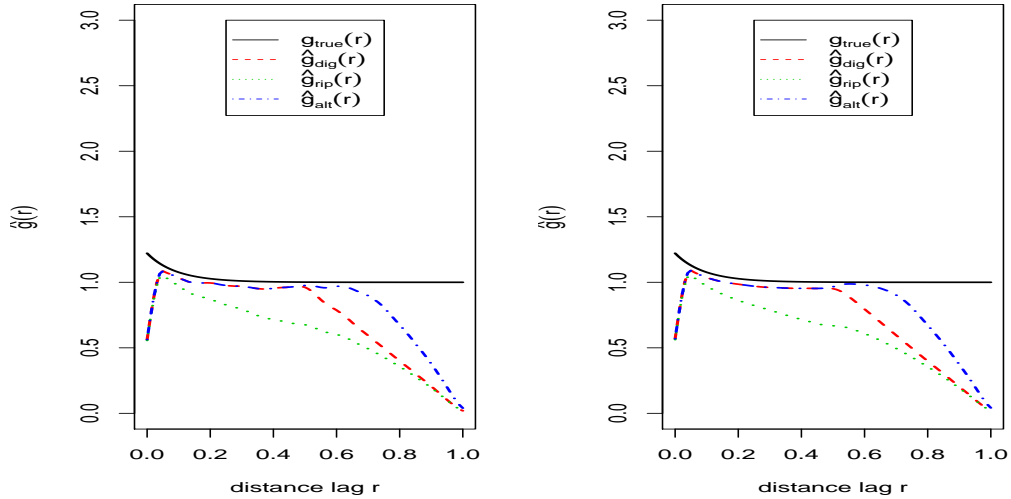 g_true(r)
ĝ_dig(r)
ĝ_rip(r)
ĝ_alt(r)
3.0
2.5
2.0
1.5
1.0
0.5
0.0
ĝ(r)
0.0 0.2 0.4 0.6 0.8 1.0
distance lag r
g_true(r)
ĝ_dig(r)
ĝ_rip(r)
ĝ_alt(r)
3.0
2.5
2.0
1.5
1.0
0.5
0.0
ĝ(r)
0.0 0.2 0.4 0.6 0.8 1.0
distance lag r